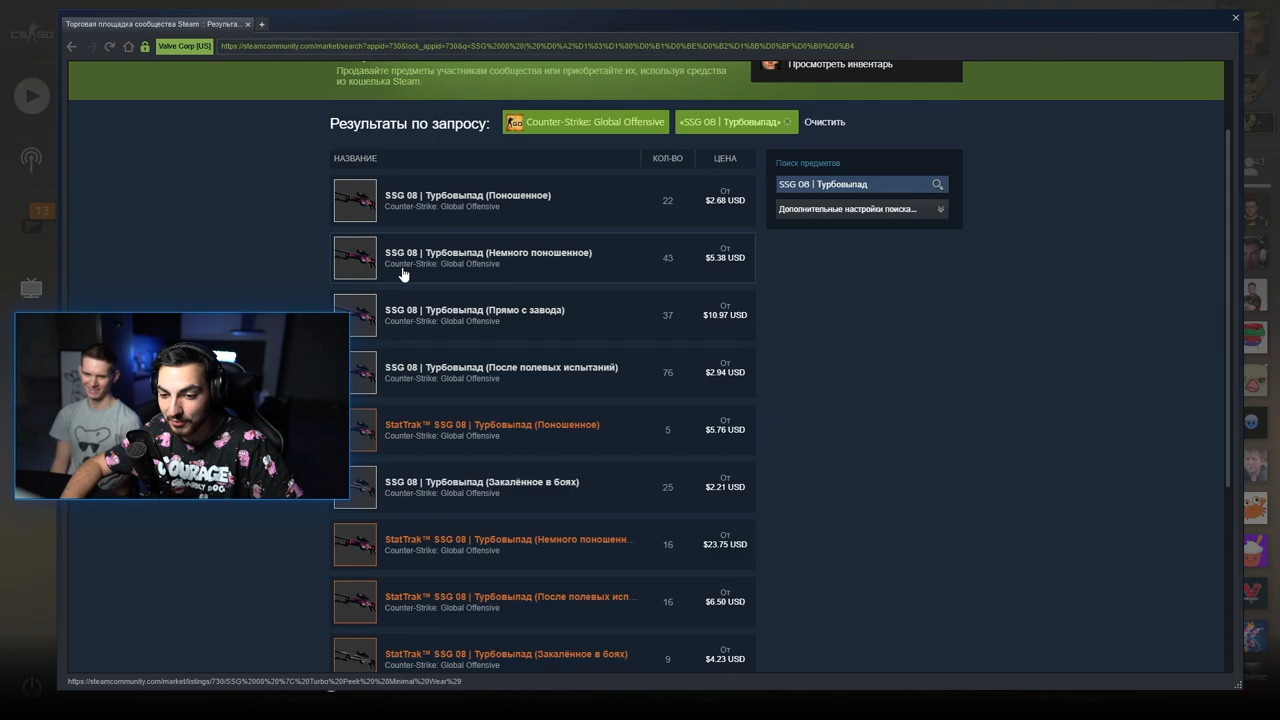 Торговая площадка сообщества Steam :: Результа...
CS:GO
Valve Corp [US]
https://steamcommunity.com/market/search?appid=730&lock_appid=730&q=SSG%2008%20(%20%D0%A2%D1%83%D1%80%D0%B1%D0%BE%D0%B2%D1%8B%D0%BF%D0%B0%D0%B4
Продавайте предметы участникам сообщества или приобретайте их, используя средства
из кошелька Steam.
Просмотреть инвентарь
Результаты по запросу:
Counter-Strike: Global Offensive
«SSG 08 | Турбовыпад»
Очистить
НАЗВАНИЕ КОЛ-ВО ЦЕНА
Поиск предметов
SSG 08 | Турбовыпад
Дополнительные настройки поиска...
13
SSG 08 | Турбовыпад (Поношенное)
Counter-Strike: Global Offensive
22
От
$2.68 USD
SSG 08 | Турбовыпад (Немного поношенное)
Counter-Strike: Global Offensive
43
От
$5.38 USD
SSG 08 | Турбовыпад (Прямо с завода)
Counter-Strike: Global Offensive
37
От
$10.97 USD
SSG 08 | Турбовыпад (После полевых испытаний)
Counter-Strike: Global Offensive
76
От
$2.94 USD
StatTrak™ SSG 08 | Турбовыпад (Поношенное)
Counter-Strike: Global Offensive
5
От
$5.76 USD
SSG 08 | Турбовыпад (Закалённое в боях)
Counter-Strike: Global Offensive
25
От
$2.21 USD
StatTrak™ SSG 08 | Турбовыпад (Немного поношенн...
Counter-Strike: Global Offensive
16
От
$23.75 USD
StatTrak™ SSG 08 | Турбовыпад (После полевых исп...
Counter-Strike: Global Offensive
16
От
$6.50 USD
StatTrak™ SSG 08 | Турбовыпад (Закалённое в боях)
Counter-Strike: Global Offensive
9
От
$4.23 USD
COURAGE
COWARDLY DOG
https://steamcommunity.com/market/listings/730/SSG%2008%20%7C%20Turbo%20Peek%20%28Minimal%20Wear%29